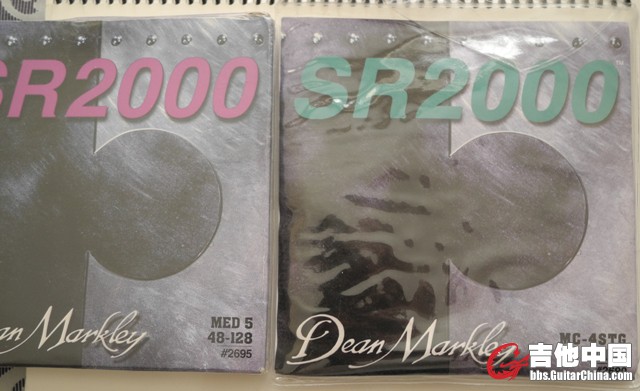 SR2000
Dean Markley
MED 5
48-128
#2695
SR2000
TM
Dean Markley
MC-4STG
吉他中国
bbs.GuitarChina.com